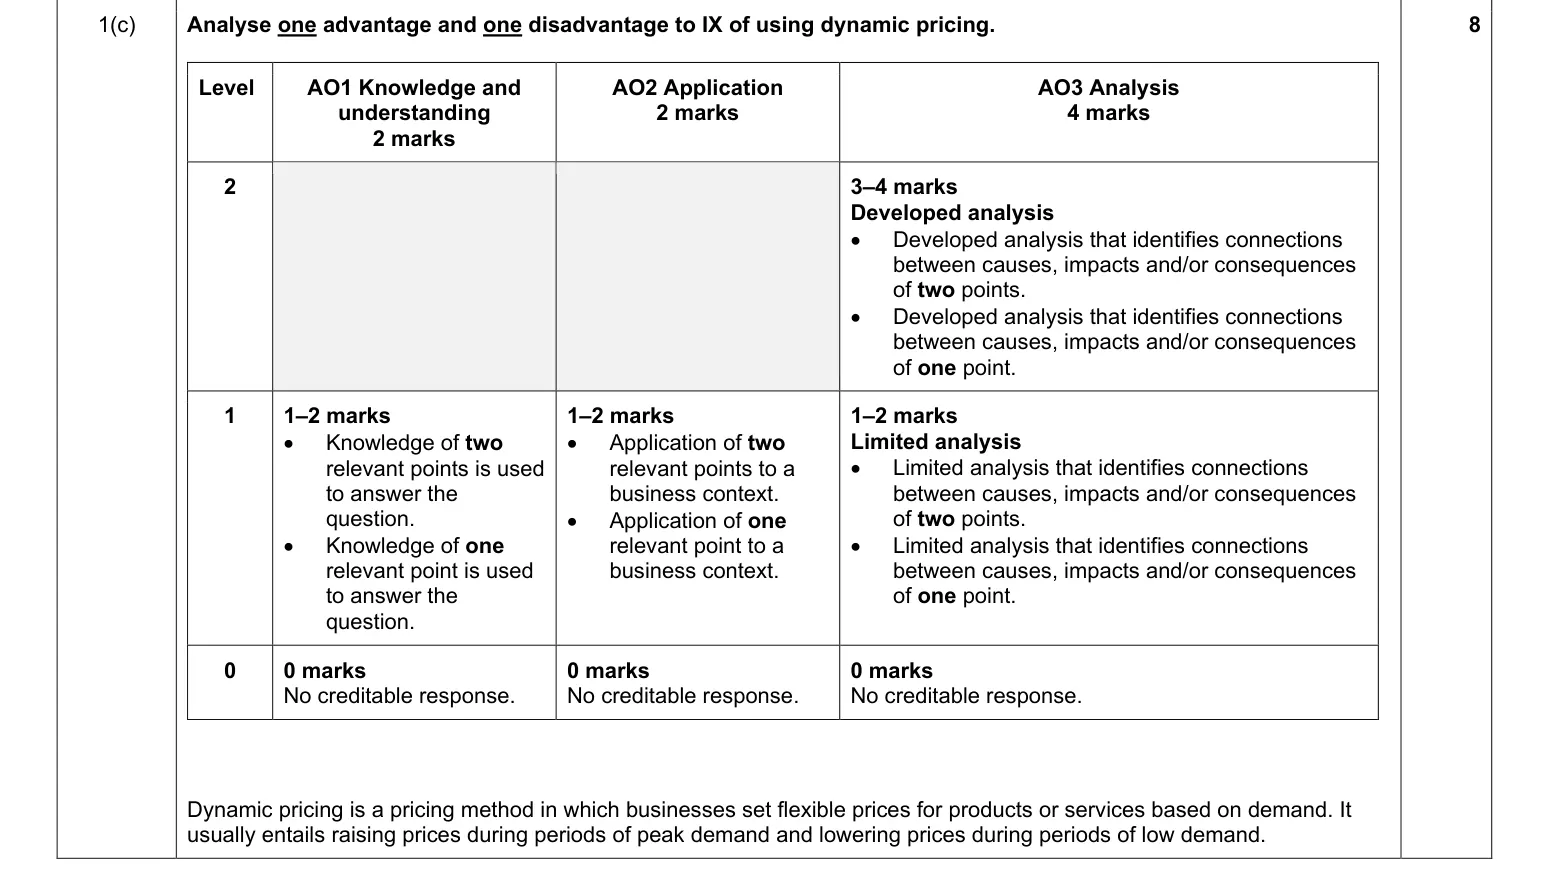 1(c)
Analyse one advantage and one disadvantage to IX of using dynamic pricing.
8
Level
AO1 Knowledge and
understanding
2 marks
AO2 Application
2 marks
AO3 Analysis
4 marks
2
3–4 marks
Developed analysis
• Developed analysis that identifies connections
between causes, impacts and/or consequences
of two points.
• Developed analysis that identifies connections
between causes, impacts and/or consequences
of one point.
1
1–2 marks
• Knowledge of two
relevant points is used
to answer the
question.
• Knowledge of one
relevant point is used
to answer the
question.
1–2 marks
• Application of two
relevant points to a
business context.
• Application of one
relevant point to a
business context.
1–2 marks
Limited analysis
• Limited analysis that identifies connections
between causes, impacts and/or consequences
of two points.
• Limited analysis that identifies connections
between causes, impacts and/or consequences
of one point.
0
0 marks
No creditable response.
0 marks
No creditable response.
0 marks
No creditable response.
Dynamic pricing is a pricing method in which businesses set flexible prices for products or services based on demand. It
usually entails raising prices during periods of peak demand and lowering prices during periods of low demand.